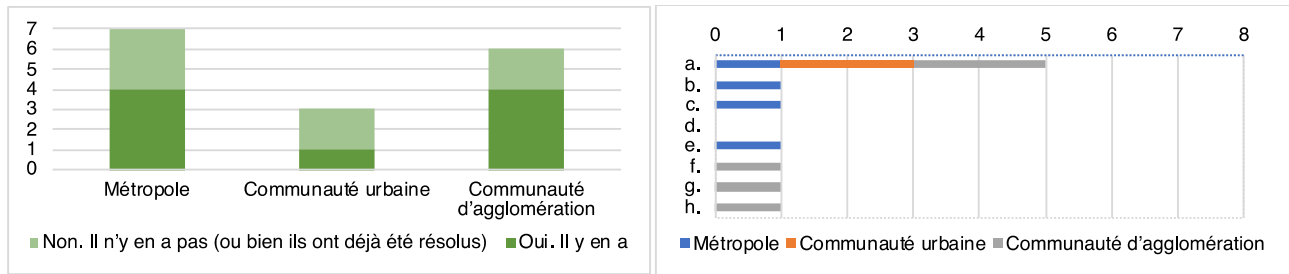 7
6
5
4
3
2
1
0
Métropole
Communauté urbaine
Communauté
d'agglomération
Non. Il n'y en a pas (ou bien ils ont déjà été résolus)
Oui. Il y en a
0 1 2 3 4 5 6 7 8
a.
b.
c.
d.
e.
f.
g.
h.
Métropole
Communauté urbaine
Communauté d'agglomération